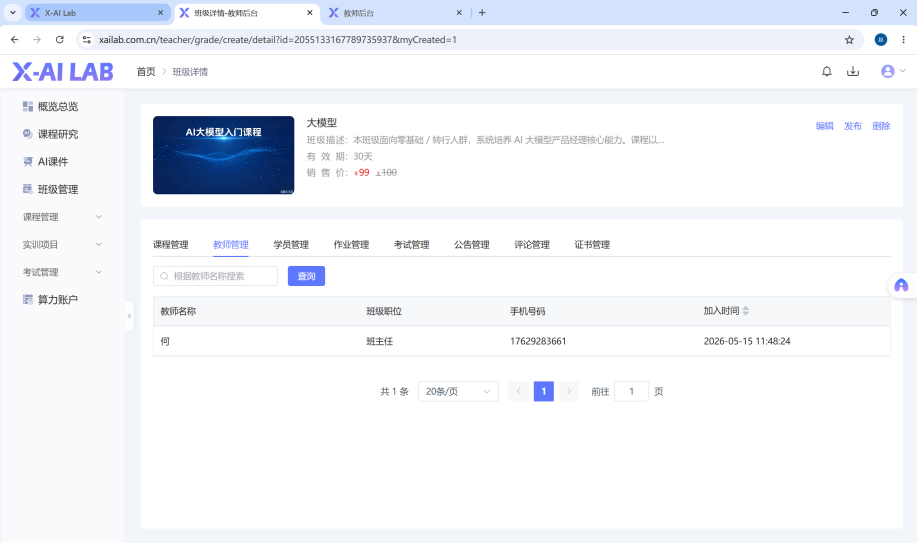 X-AI Lab
班级详情-教师后台
教师后台
xailab.com.cn/teacher/grade/create/detail?id=2055133167789735937&myCreated=1
X-AI LAB
首页 > 班级详情
概览总览
课程研究
AI课件
班级管理
课程管理
实训项目
考试管理
算力账户
AI大模型入门课程
大模型
班级描述：本班级面向零基础 / 转行人群，系统培养 AI 大模型产品经理核心能力。课程以...
有 效 期：30天
销 售 价：¥99 ¥100
编辑 发布 删除
课程管理 教师管理 学员管理 作业管理 考试管理 公告管理 评论管理 证书管理
根据教师名称搜索 查询
教师名称 班级职位 手机号码 加入时间
何 班主任 17629283661 2026-05-15 11:48:24
共 1 条 20条/页 1 前往 1 页